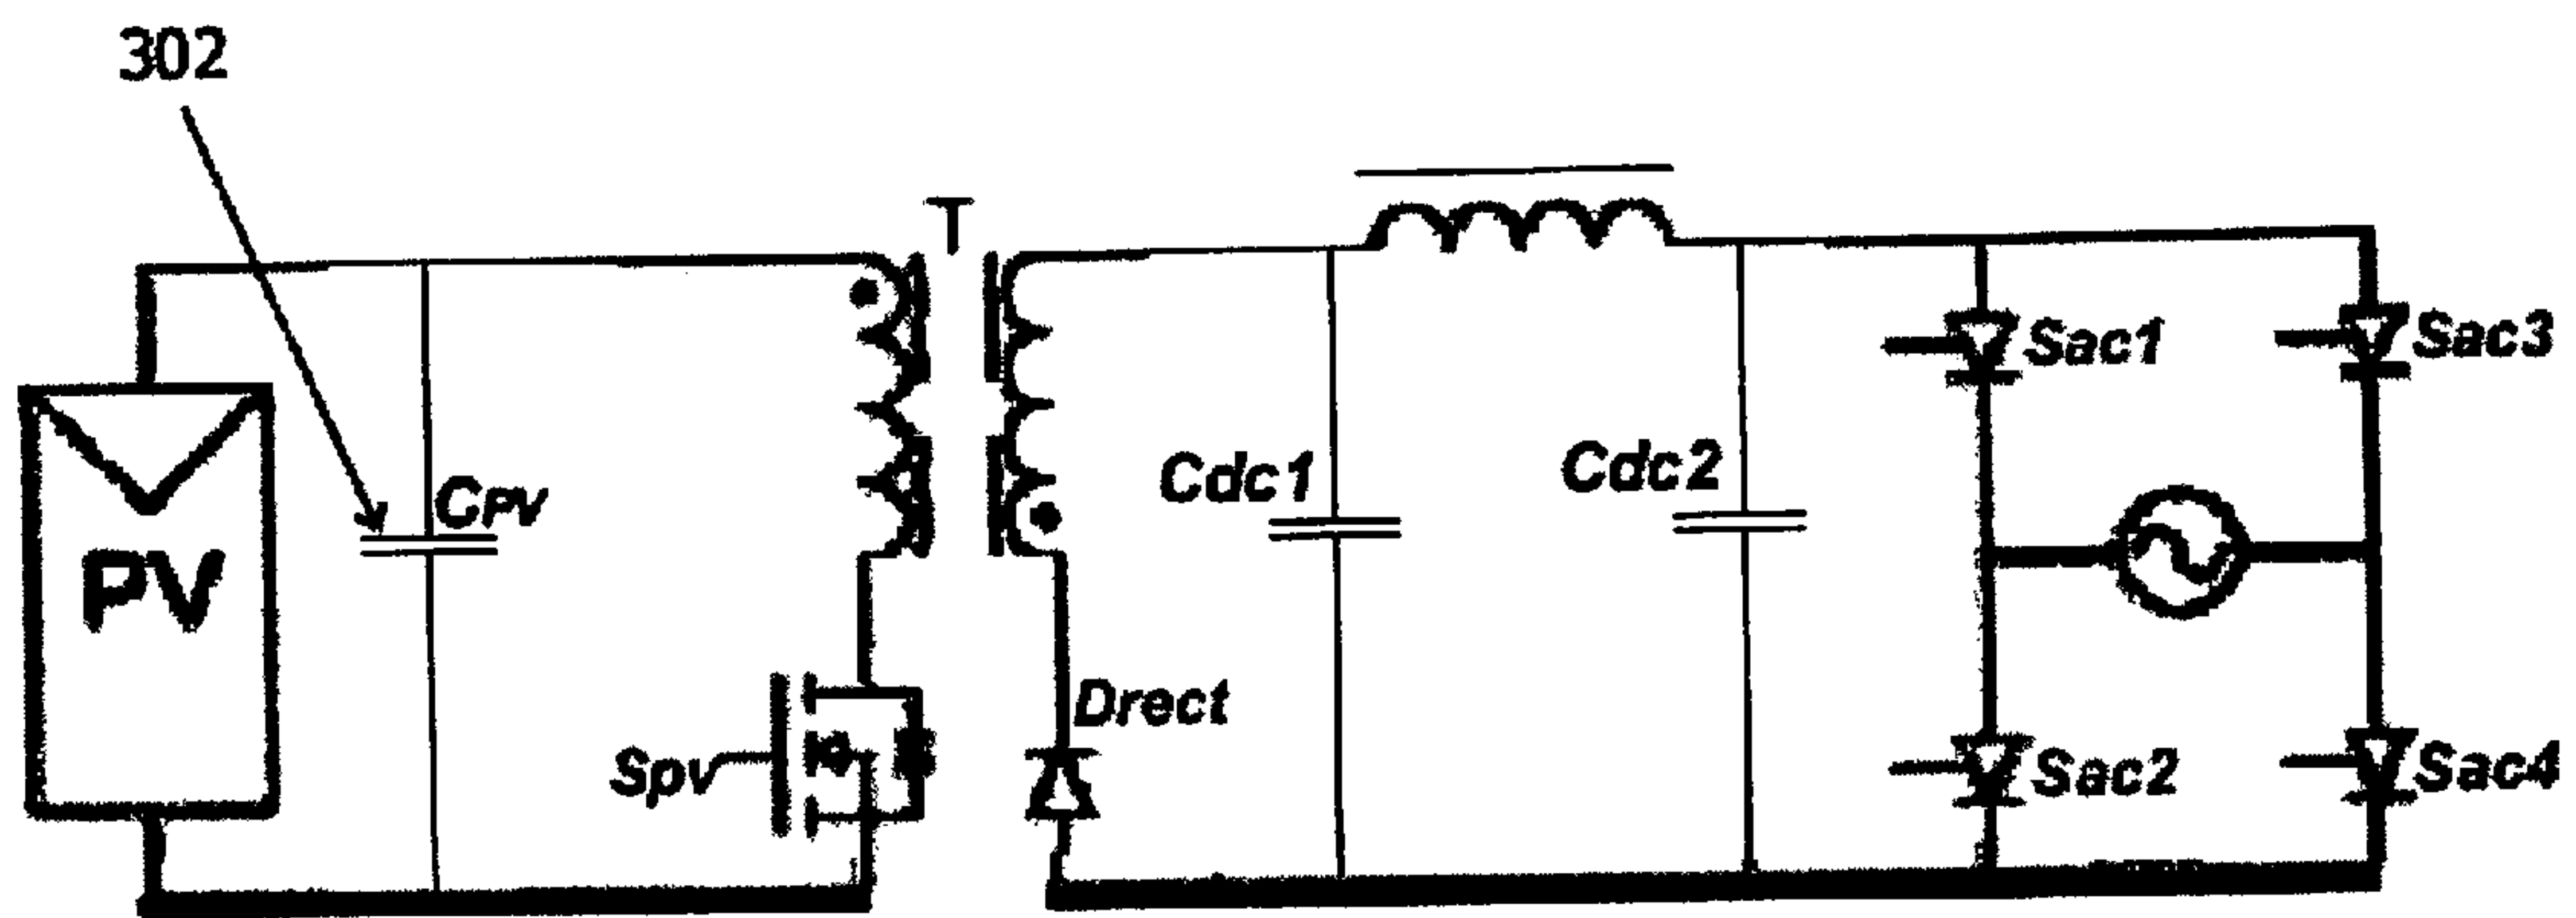 302
T
PV
CPV
Spv
Drect
Cdc1
Cdc2
Sac1
Sac3
Sac2
Sac4